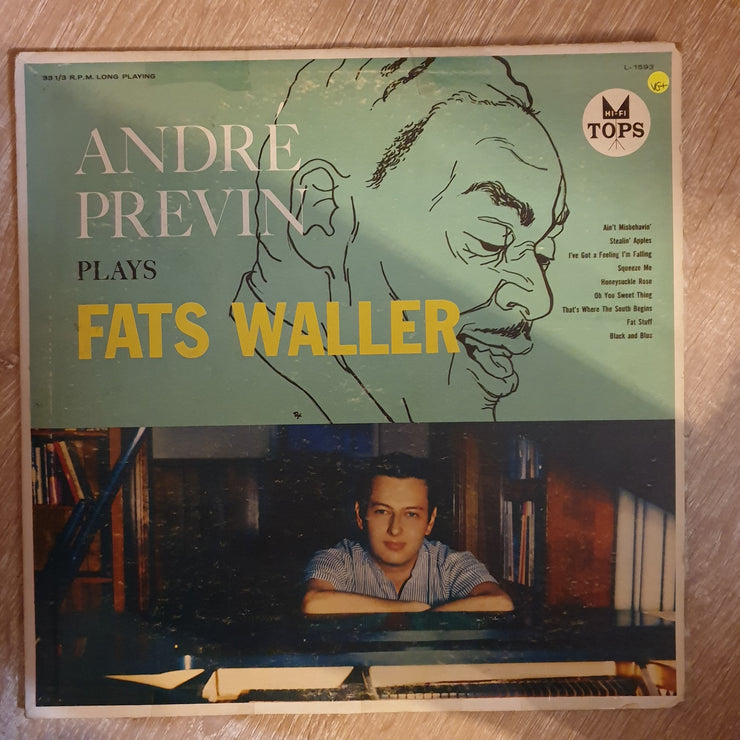 33 1/3 R.P.M. LONG PLAYING
L-1593
VG+
HI-FI
TOPS
ANDRE
PREVIN
PLAYS
FATS WALLER
Ain't Misbehavin'
Stealin' Apples
I've Got a Feeling I'm Falling
Squeeze Me
Honeysuckle Rose
Oh You Sweet Thing
That's Where The South Begins
Fat Stuff
Black and Blue